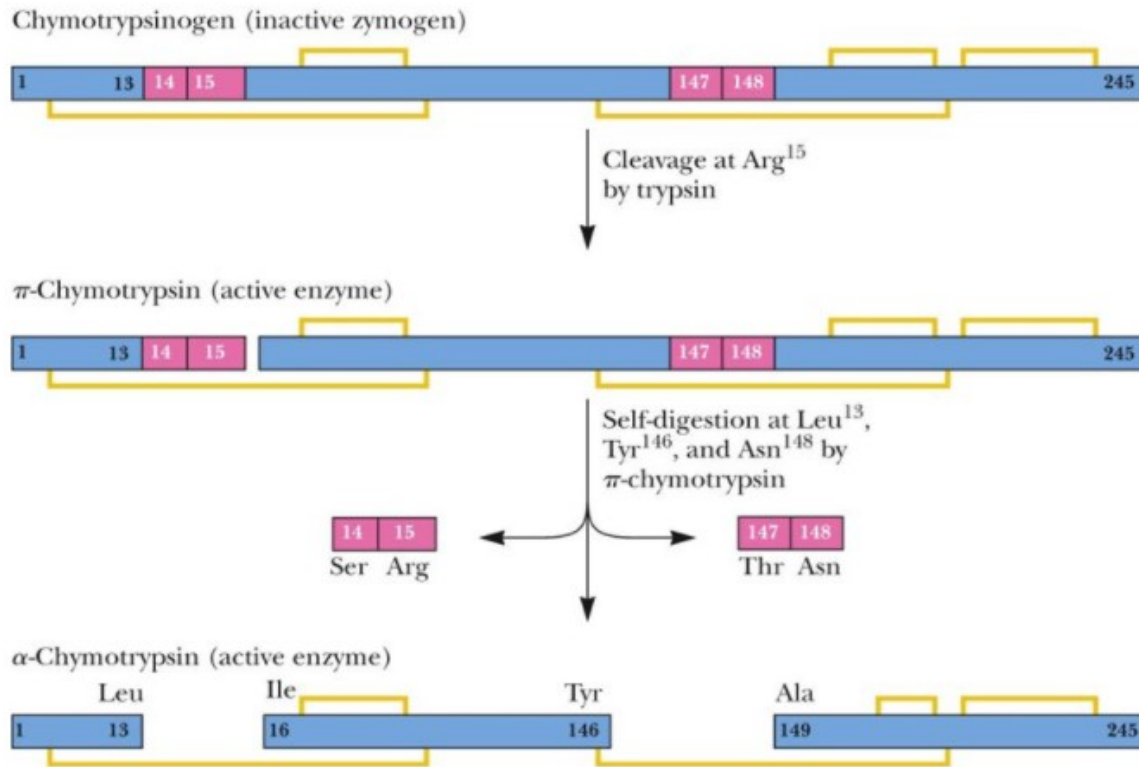 Chymotrypsinogen (inactive zymogen)
1 13 14 15 147 148 245
Cleavage at Arg¹⁵
by trypsin
π-Chymotrypsin (active enzyme)
1 13 14 15 147 148 245
Self-digestion at Leu¹³,
Tyr¹⁴⁶, and Asn¹⁴⁸ by
π-chymotrypsin
14 15 147 148
Ser Arg Thr Asn
α-Chymotrypsin (active enzyme)
Leu Ile Tyr Ala
1 13 16 146 149 245